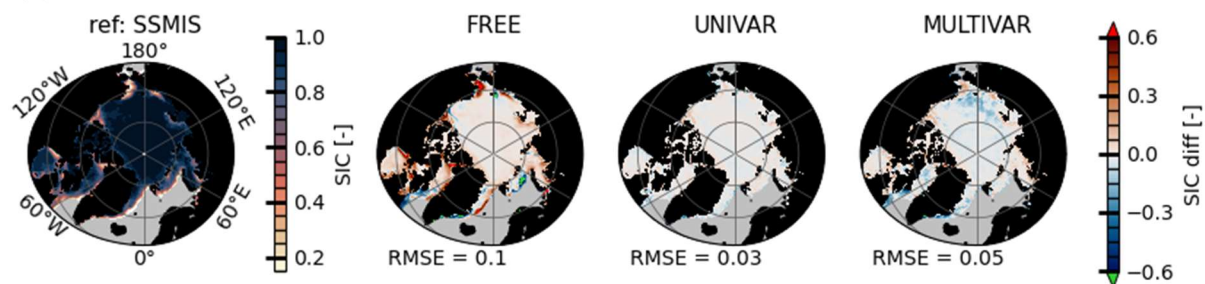 ref: SSMIS
FREE
UNIVAR
MULTIVAR
180°
120°W
120°E
60°W
60°E
0°
1.0
0.8
0.6
0.4
0.2
SIC [-]
RMSE = 0.1
RMSE = 0.03
RMSE = 0.05
0.6
0.3
0.0
−0.3
−0.6
SIC diff [-]